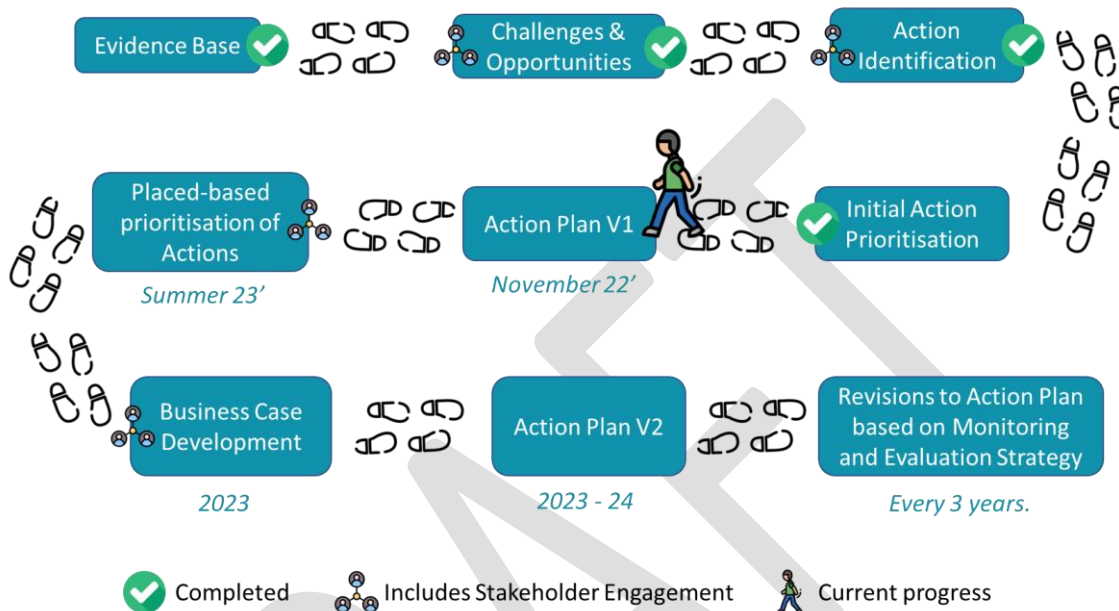 Evidence Base
Challenges &
Opportunities
Action
Identification
Placed-based
prioritisation of
Actions
Summer 23’
Action Plan V1
November 22’
Initial Action
Prioritisation
Business Case
Development
2023
Action Plan V2
2023 - 24
Revisions to Action Plan
based on Monitoring
and Evaluation Strategy
Every 3 years.
Completed
Includes Stakeholder Engagement
Current progress
DRAFT